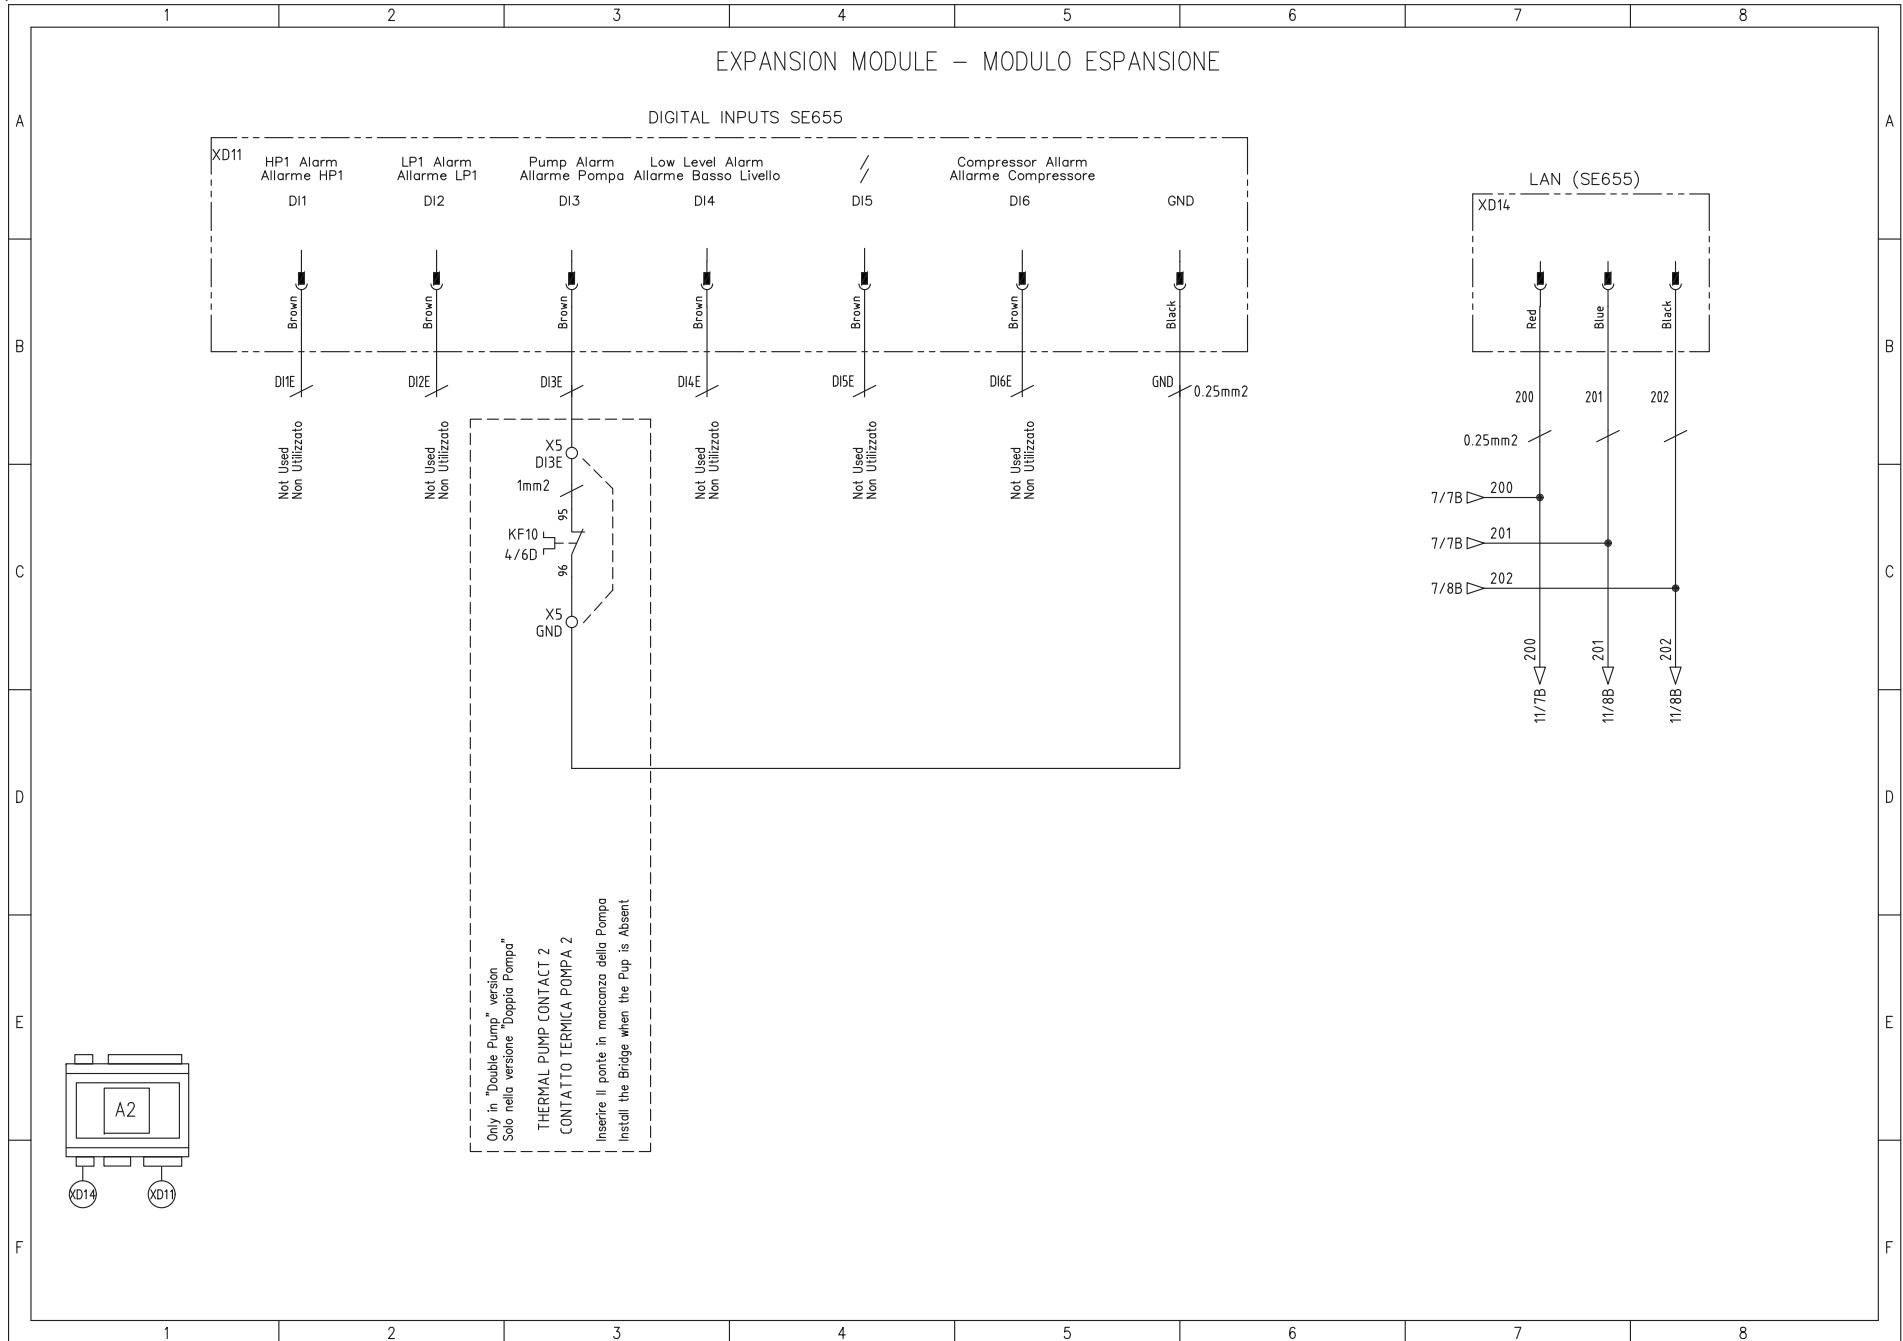 1 2 3 4 5 6 7 8
EXPANSION MODULE – MODULO ESPANSIONE
A A
DIGITAL INPUTS SE655
XD11
HP1 Alarm
Allarme HP1
DI1
LP1 Alarm
Allarme LP1
DI2
Pump Alarm
Allarme Pompa
DI3
Low Level Alarm
Allarme Basso Livello
DI4
/
/
DI5
Compressor Allarm
Allarme Compressore
DI6
GND
LAN (SE655)
XD14
Brown
Brown
Brown
Brown
Brown
Brown
Black
Red
Blue
Black
B B
DI1E
DI2E
DI3E
DI4E
DI5E
DI6E
GND
0.25mm2
200
201
202
0.25mm2
Not Used
Non Utilizzato
Not Used
Non Utilizzato
Not Used
Non Utilizzato
Not Used
Non Utilizzato
Not Used
Non Utilizzato
X5
DI3E
1mm2
95
KF10
4/6D
96
X5
GND
7/7B 200
7/7B 201
7/8B 202
C C
200
201
202
11/7B
11/8B
11/8B
D D
Only in "Double Pump" version
Solo nella versione "Doppia Pompa"
THERMAL PUMP CONTACT 2
CONTATTO TERMICA POMPA 2
Inserire Il ponte in mancanza della Pompa
Install the Bridge when the Pup is Absent
E E
A2
XD14
XD11
F F
1 2 3 4 5 6 7 8